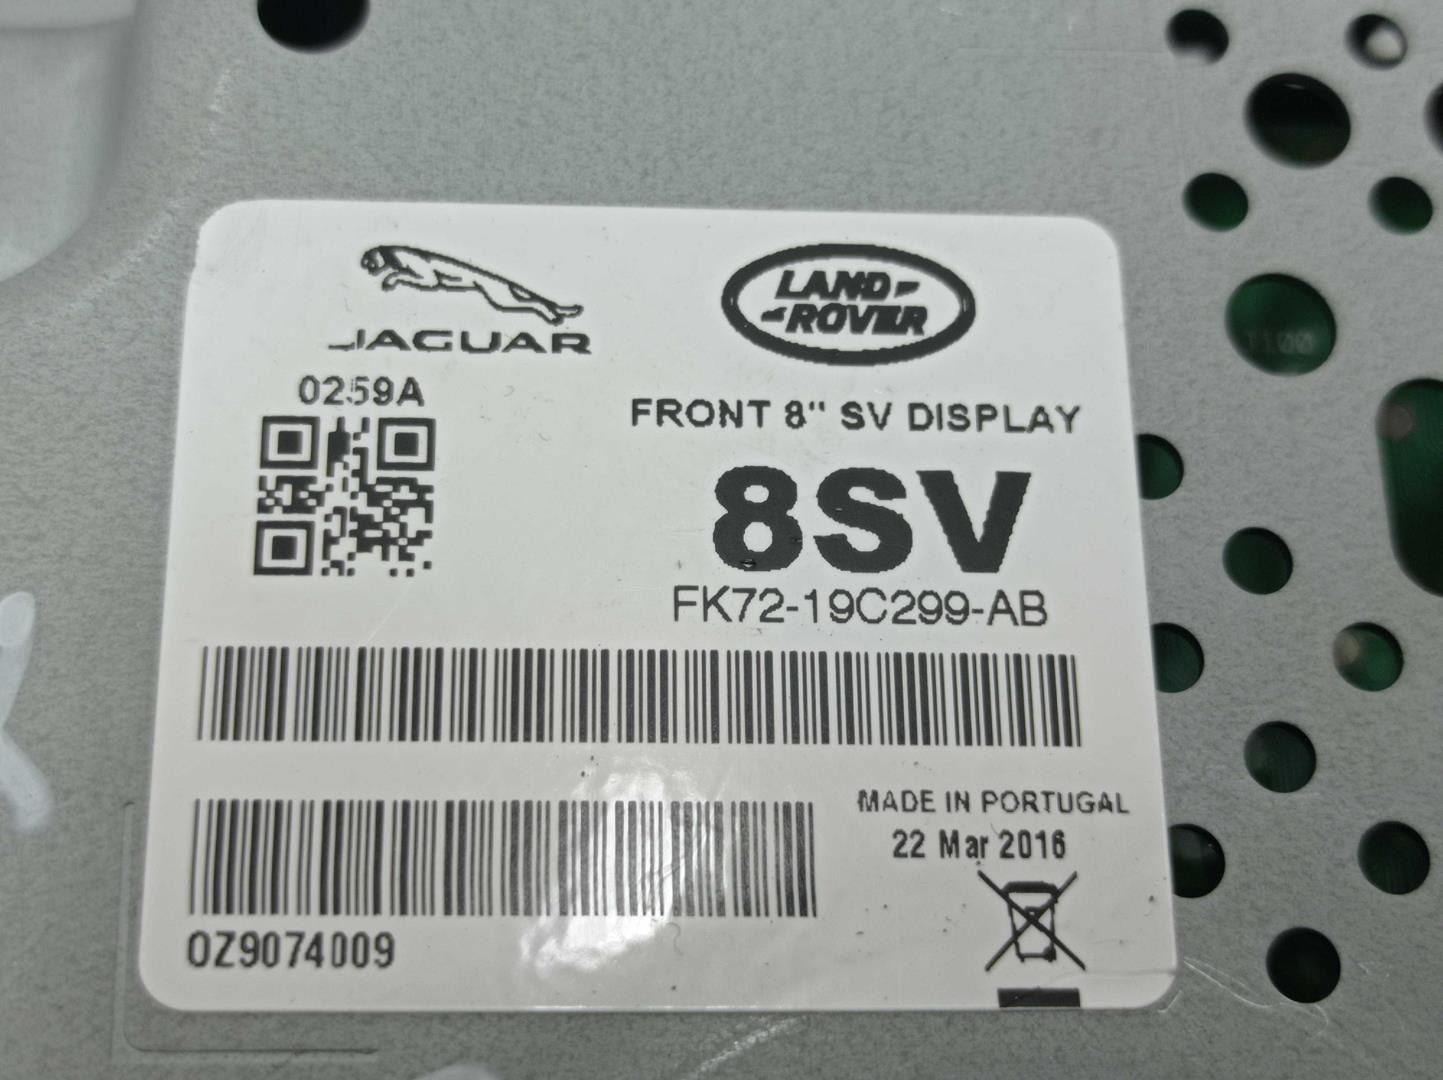 JAGUAR
LAND
ROVER
0259A
FRONT 8" SV DISPLAY
8SV
FK72-19C299-AB
MADE IN PORTUGAL
22 Mar 2016
OZ9074009
T100